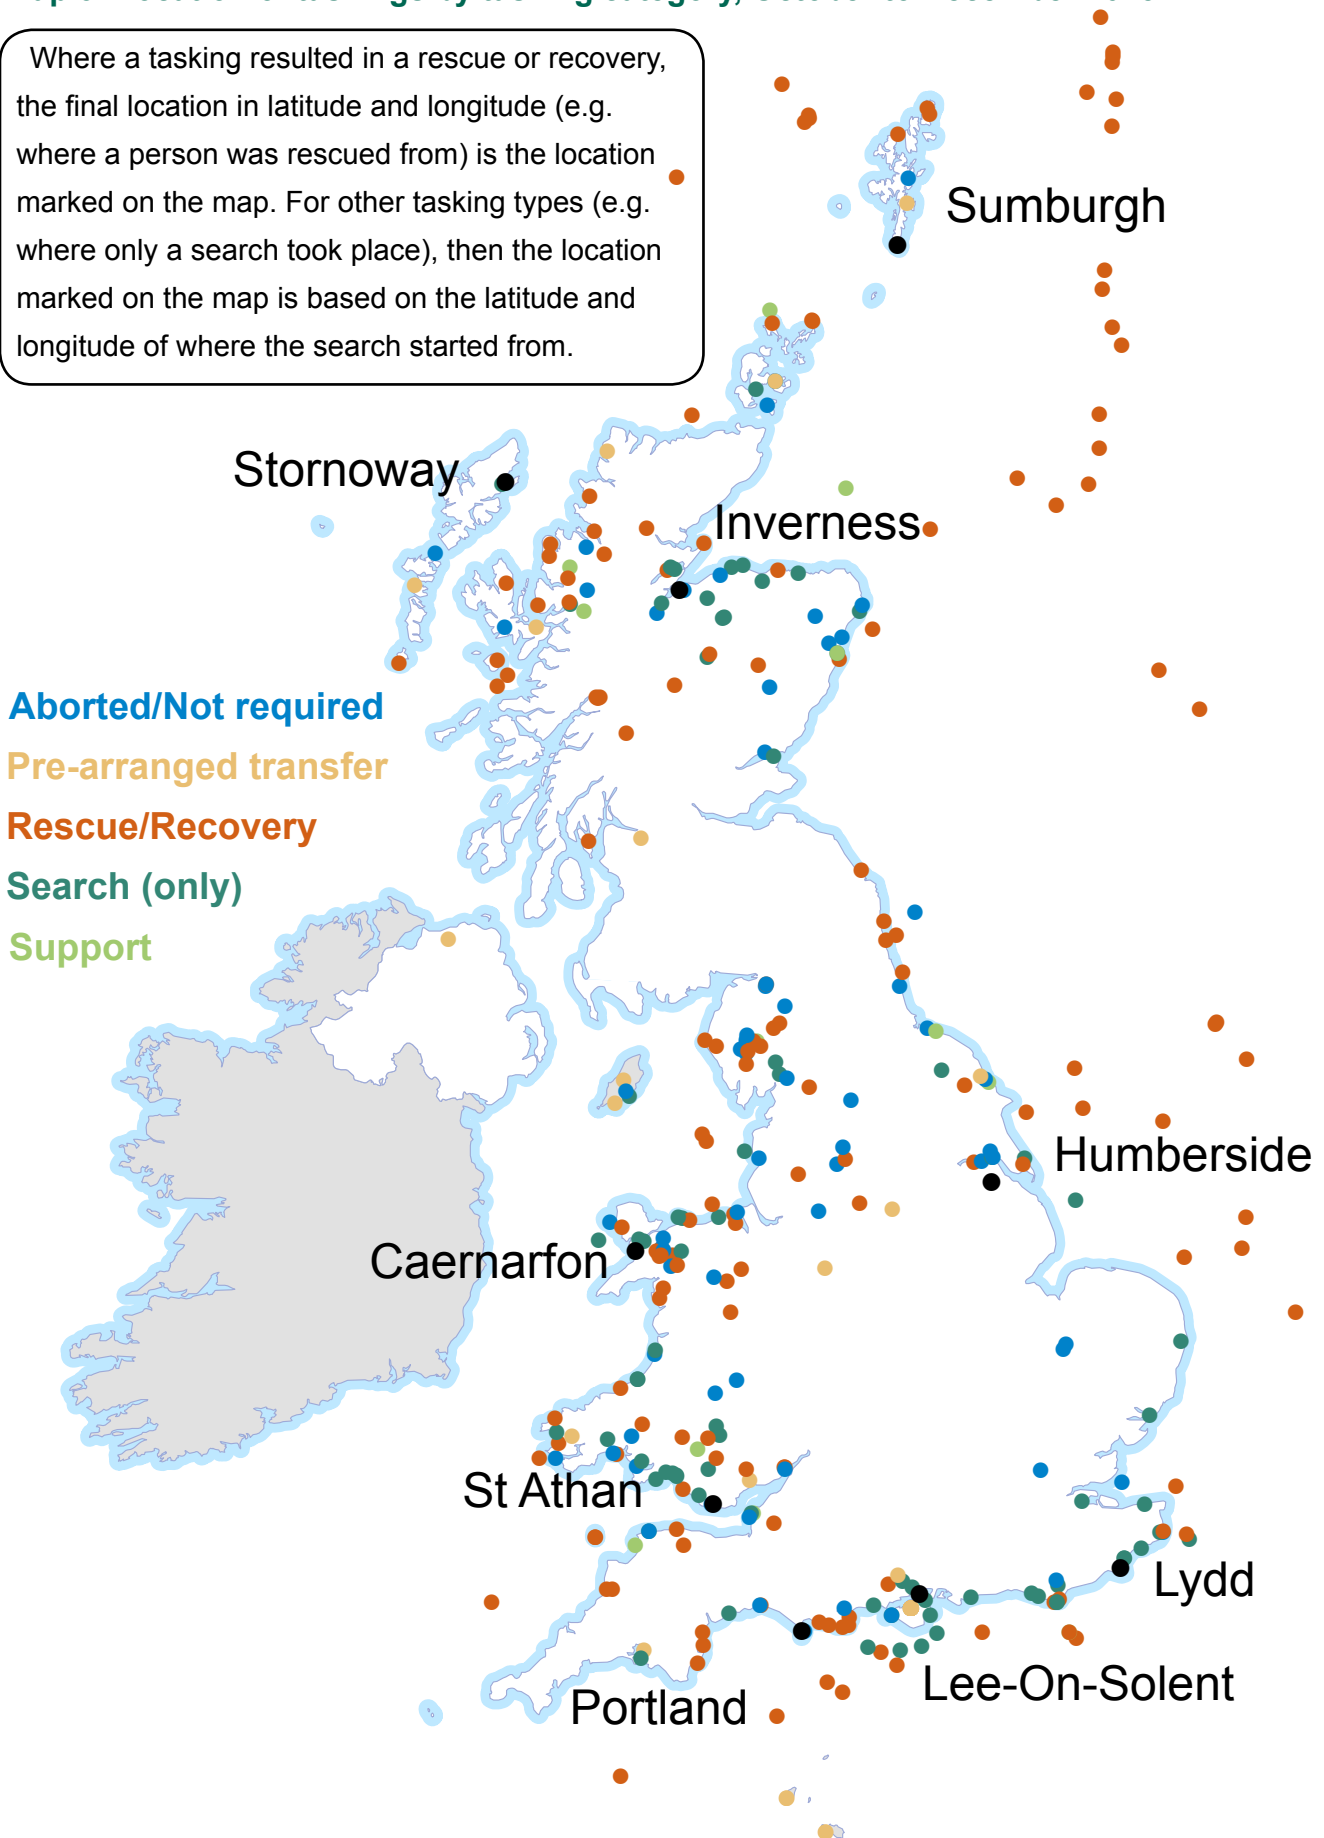 Where a tasking resulted in a rescue or recovery,
the final location in latitude and longitude (e.g.
where a person was rescued from) is the location
marked on the map. For other tasking types (e.g.
where only a search took place), then the location
marked on the map is based on the latitude and
longitude of where the search started from.
Sumburgh
Stornoway
Inverness
Aborted/Not required
Pre-arranged transfer
Rescue/Recovery
Search (only)
Support
Humberside
Caernarfon
St Athan
Lydd
Lee-On-Solent
Portland